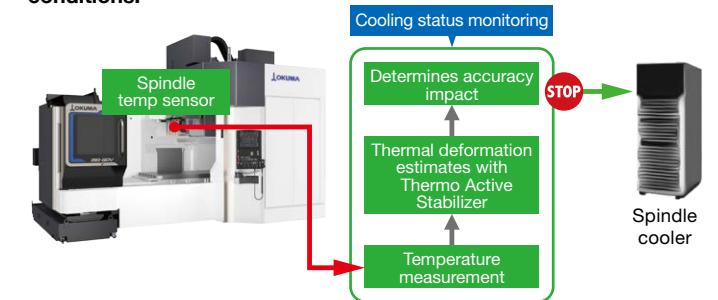 conditions.
Cooling status monitoring
Spindle
temp sensor
OKUMA
OKUMA
Determines accuracy
impact
STOP
Thermal deformation
estimates with
Thermo Active
Stabilizer
Temperature
measurement
Spindle
cooler